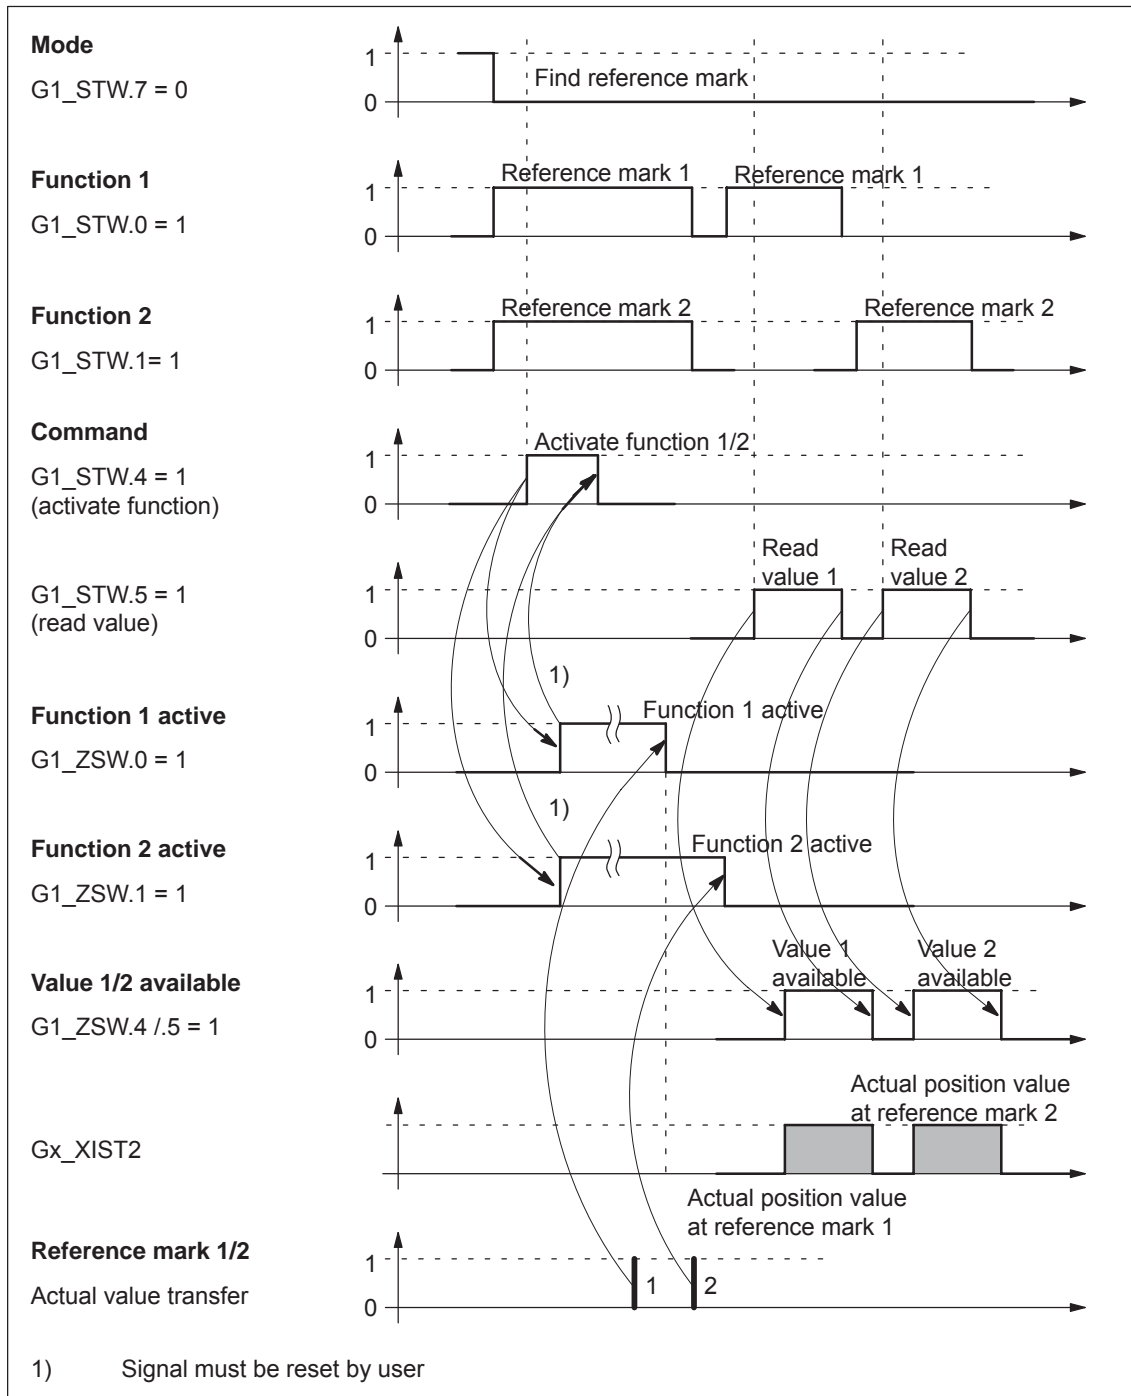 Mode
G1_STW.7 = 0
1
0
Find reference mark
Function 1
G1_STW.0 = 1
1
0
Reference mark 1
Reference mark 1
Function 2
G1_STW.1= 1
1
0
Reference mark 2
Reference mark 2
Command
G1_STW.4 = 1
(activate function)
1
0
Activate function 1/2
G1_STW.5 = 1
(read value)
1
0
Read
value 1
Read
value 2
1)
Function 1 active
G1_ZSW.0 = 1
1
0
Function 1 active
1)
Function 2 active
G1_ZSW.1 = 1
1
0
Function 2 active
Value 1/2 available
G1_ZSW.4 /.5 = 1
1
0
Value 1
available
Value 2
available
Gx_XIST2
Actual position value
at reference mark 2
Actual position value
at reference mark 1
Reference mark 1/2
Actual value transfer
1
0
1
2
1) Signal must be reset by user